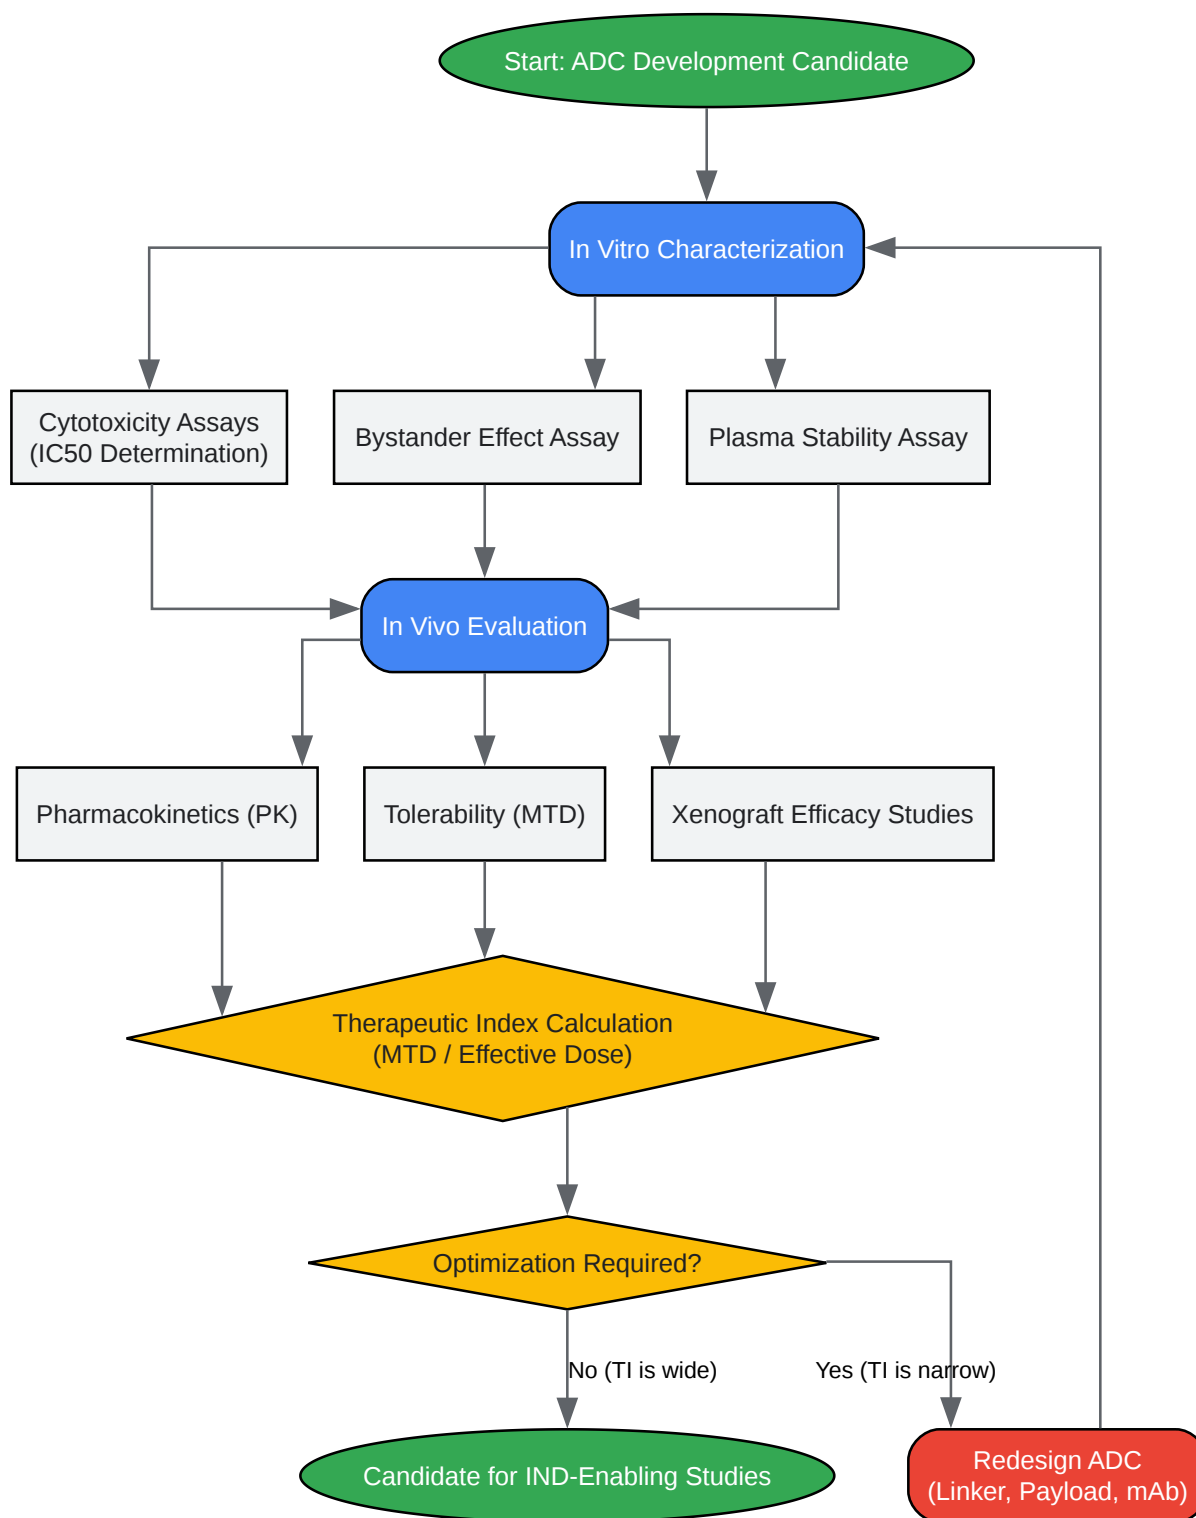 Start: ADC Development Candidate
In Vitro Characterization
Cytotoxicity Assays
(IC50 Determination)
Bystander Effect Assay
Plasma Stability Assay
In Vivo Evaluation
Pharmacokinetics (PK)
Tolerability (MTD)
Xenograft Efficacy Studies
Therapeutic Index Calculation
(MTD / Effective Dose)
Optimization Required?
No (TI is wide)
Yes (TI is narrow)
Candidate for IND-Enabling Studies
Redesign ADC
(Linker, Payload, mAb)